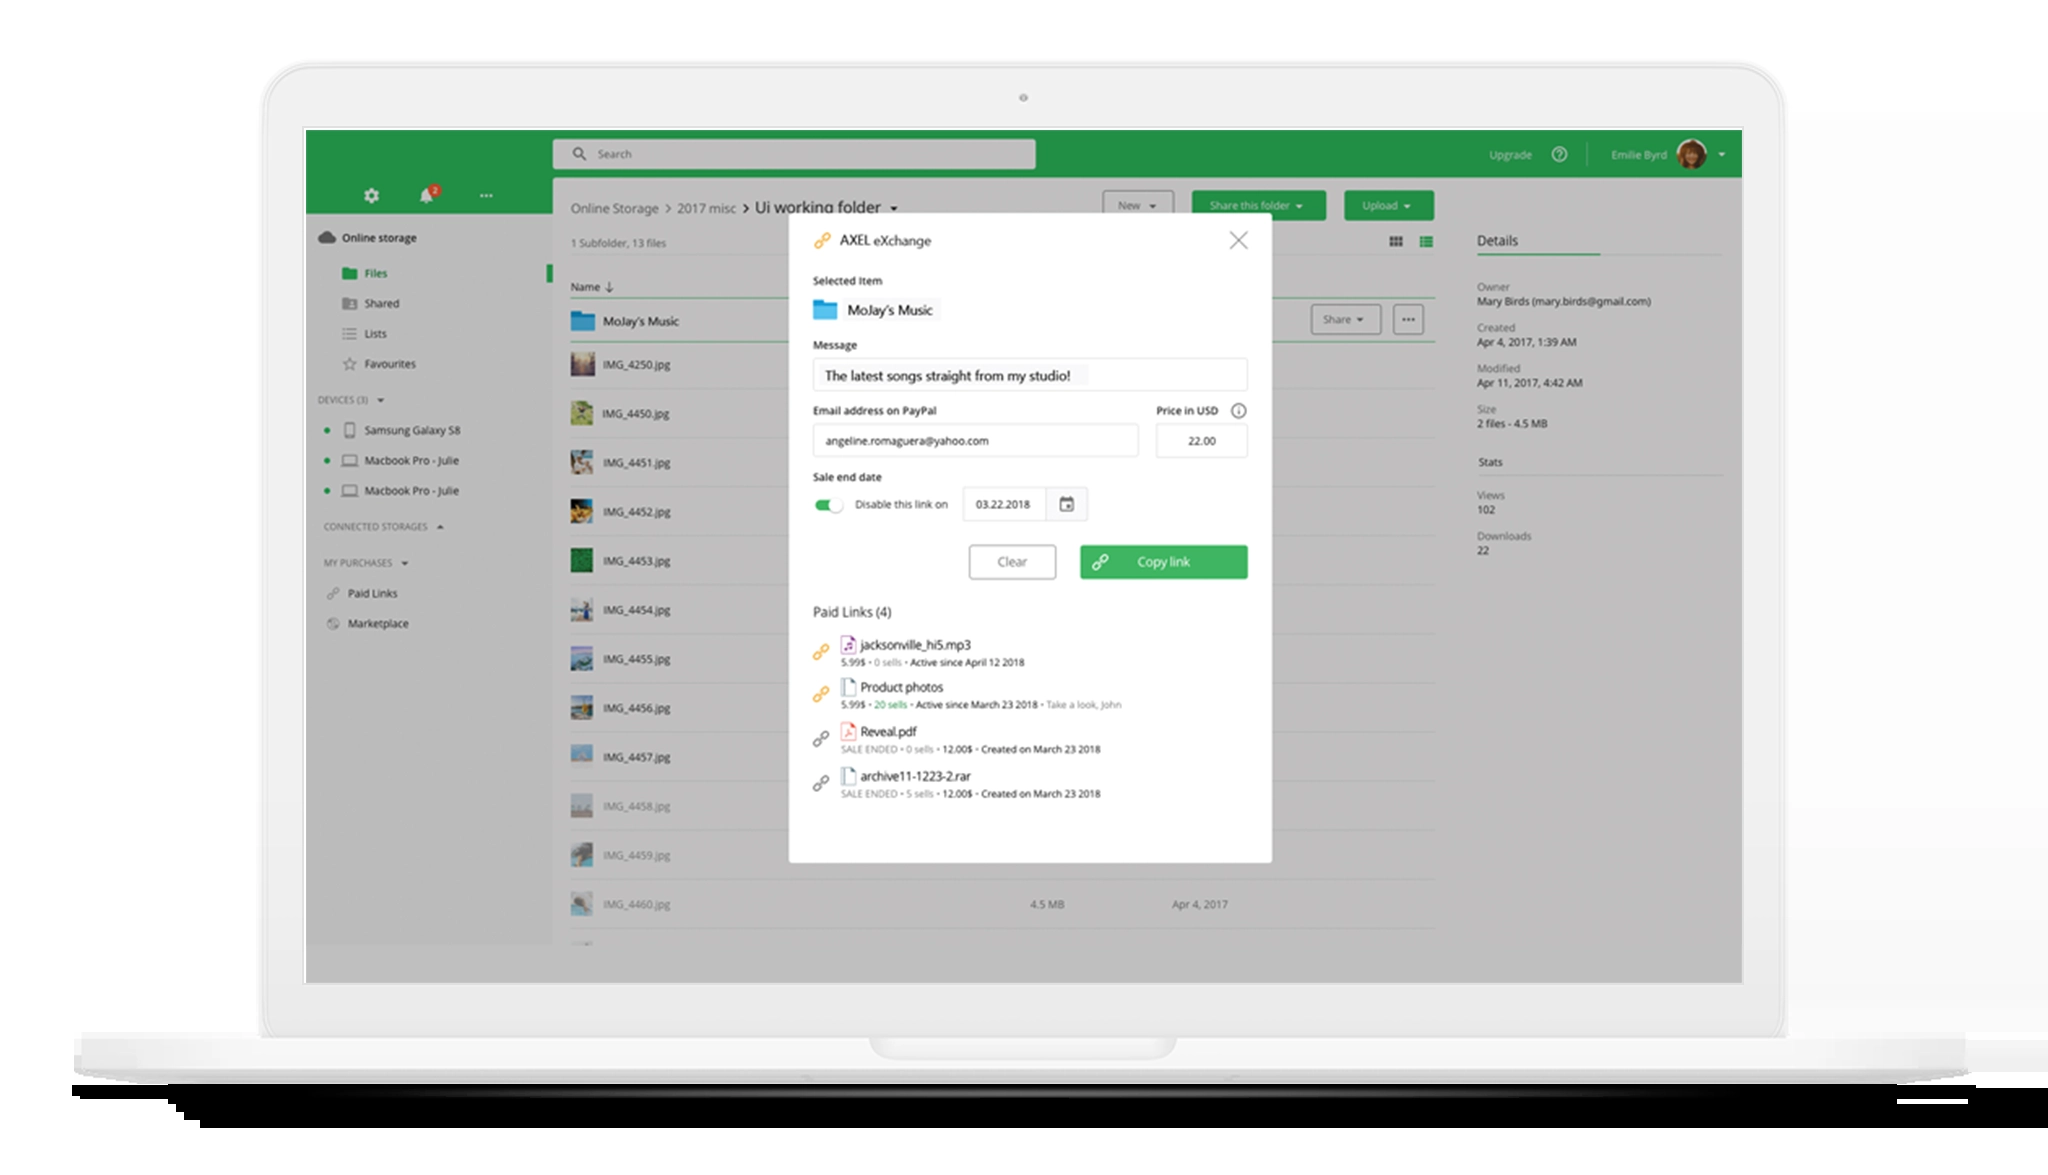 Search
Upgrade
Emilie Byrd
2
Online Storage > 2017 misc > Ui working folder
New
Share this folder
Upload
1 Subfolder, 13 files
Online storage
Files
Shared
Lists
Favourites
DEVICES (3)
Samsung Galaxy S8
Macbook Pro - Julie
Macbook Pro - Julie
CONNECTED STORAGES
MY PURCHASES
Paid Links
Marketplace
Name
MoJay's Music
Share
IMG_4250.jpg
IMG_4450.jpg
IMG_4451.jpg
IMG_4452.jpg
IMG_4453.jpg
IMG_4454.jpg
IMG_4455.jpg
IMG_4456.jpg
IMG_4457.jpg
IMG_4458.jpg
IMG_4459.jpg
IMG_4460.jpg 4.5 MB Apr 4, 2017
AXEL eXchange
Selected Item
MoJay's Music
Message
The latest songs straight from my studio!
Email address on PayPal Price in USD
angeline.romaguera@yahoo.com 22.00
Sale end date
Disable this link on 03.22.2018
Clear Copy link
Paid Links (4)
jacksonville_hi5.mp3
5.99$ • 0 sells • Active since April 12 2018
Product photos
5.99$ • 20 sells • Active since March 23 2018 • Take a look, John
Reveal.pdf
SALE ENDED • 0 sells • 12.00$ • Created on March 23 2018
archive11-1223-2.rar
SALE ENDED • 5 sells • 12.00$ • Created on March 23 2018
Details
Owner
Mary Birds (mary.birds@gmail.com)
Created
Apr 4, 2017, 1:39 AM
Modified
Apr 11, 2017, 4:42 AM
Size
2 files - 4.5 MB
Stats
Views
102
Downloads
22